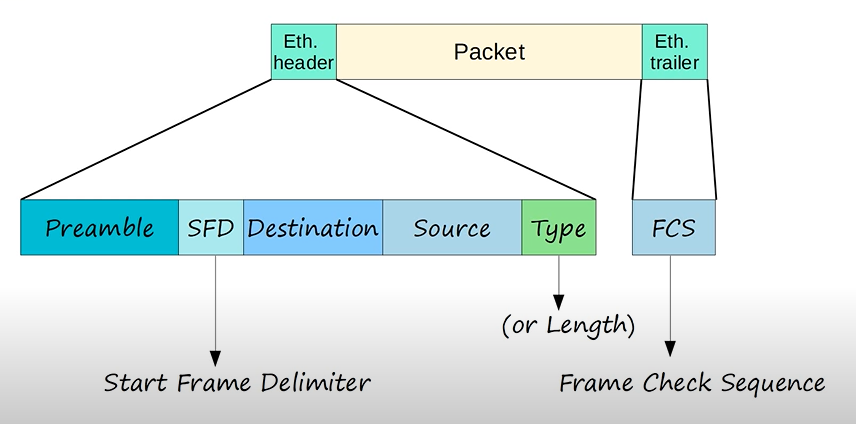 Eth.
header
Packet
Eth.
trailer
Preamble
SFD
Destination
Source
Type
FCS
(or Length)
Start Frame Delimiter
Frame Check Sequence